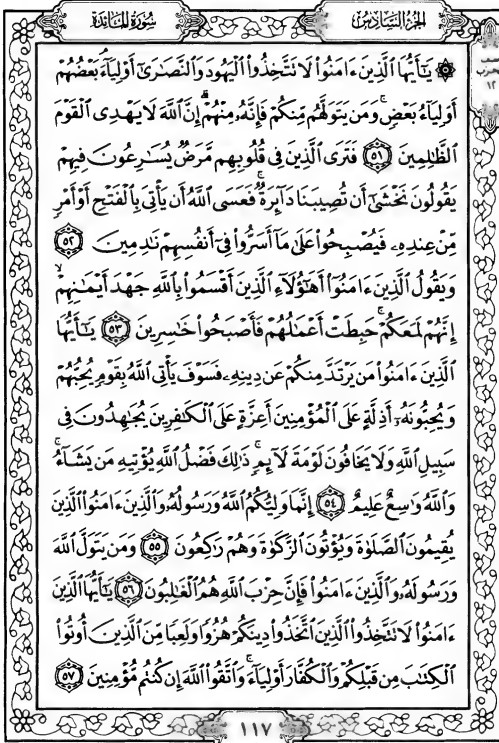 الجزء السادس
سورة المائدة
۞ يَٰٓأَيُّهَا ٱلَّذِينَ ءَامَنُوا۟ لَا تَتَّخِذُوا۟ ٱلْيَهُودَ وَٱلنَّصَٰرَىٰٓ أَوْلِيَآءَۘ بَعْضُهُمْ
أَوْلِيَآءُ بَعْضٍۚ وَمَن يَتَوَلَّهُم مِّنكُمْ فَإِنَّهُۥ مِنْهُمْۗ إِنَّ ٱللَّهَ لَا يَهْدِى ٱلْقَوْمَ
ٱلظَّٰلِمِينَ ٥١ فَتَرَى ٱلَّذِينَ فِى قُلُوبِهِم مَّرَضٌ يُسَٰرِعُونَ فِيهِمْ
يَقُولُونَ نَخْشَىٰٓ أَن تُصِيبَنَا دَآئِرَةٌۚ فَعَسَى ٱللَّهُ أَن يَأْتِىَ بِٱلْفَتْحِ أَوْ أَمْرٍ
مِّنْ عِندِهِۦ فَيُصْبِحُوا۟ عَلَىٰ مَآ أَسَرُّوا۟ فِىٓ أَنفُسِهِمْ نَٰدِمِينَ ٥٢
وَيَقُولُ ٱلَّذِينَ ءَامَنُوٓا۟ أَهَٰٓؤُلَآءِ ٱلَّذِينَ أَقْسَمُوا۟ بِٱللَّهِ جَهْدَ أَيْمَٰنِهِمْۙ
إِنَّهُمْ لَمَعَكُمْۚ حَبِطَتْ أَعْمَٰلُهُمْ فَأَصْبَحُوا۟ خَٰسِرِينَ ٥٣ يَٰٓأَيُّهَا
ٱلَّذِينَ ءَامَنُوا۟ مَن يَرْتَدَّ مِنكُمْ عَن دِينِهِۦ فَسَوْفَ يَأْتِى ٱللَّهُ بِقَوْمٍ يُحِبُّهُمْ
وَيُحِبُّونَهُۥٓ أَذِلَّةٍ عَلَى ٱلْمُؤْمِنِينَ أَعِزَّةٍ عَلَى ٱلْكَٰفِرِينَ يُجَٰهِدُونَ فِى
سَبِيلِ ٱللَّهِ وَلَا يَخَافُونَ لَوْمَةَ لَآئِمٍۚ ذَٰلِكَ فَضْلُ ٱللَّهِ يُؤْتِيهِ مَن يَشَآءُۚ
وَٱللَّهُ وَٰسِعٌ عَلِيمٌ ٥٤ إِنَّمَا وَلِيُّكُمُ ٱللَّهُ وَرَسُولُهُۥ وَٱلَّذِينَ ءَامَنُوا۟ ٱلَّذِينَ
يُقِيمُونَ ٱلصَّلَوٰةَ وَيُؤْتُونَ ٱلزَّكَوٰةَ وَهُمْ رَٰكِعُونَ ٥٥ وَمَن يَتَوَلَّ ٱللَّهَ
وَرَسُولَهُۥ وَٱلَّذِينَ ءَامَنُوا۟ فَإِنَّ حِزْبَ ٱللَّهِ هُمُ ٱلْغَٰلِبُونَ ٥٦ يَٰٓأَيُّهَا ٱلَّذِينَ
ءَامَنُوا۟ لَا تَتَّخِذُوا۟ ٱلَّذِينَ ٱتَّخَذُوا۟ دِينَكُمْ هُزُوًا وَلَعِبًا مِّنَ ٱلَّذِينَ أُوتُوا۟
ٱلْكِتَٰبَ مِن قَبْلِكُمْ وَٱلْكُفَّارَ أَوْلِيَآءَۚ وَٱتَّقُوا۟ ٱللَّهَ إِن كُنتُم مُّؤْمِنِينَ ٥٧
١١٧
الحزب
١٢